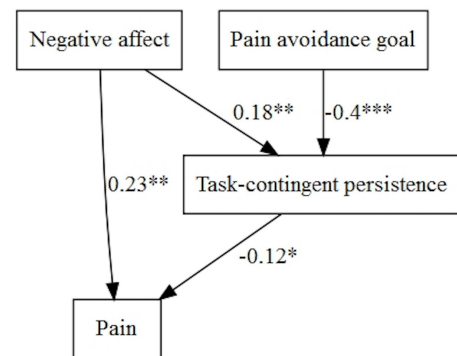 Negative affect
Pain avoidance goal
0.18**
-0.4***
0.23**
Task-contingent persistence
-0.12*
Pain